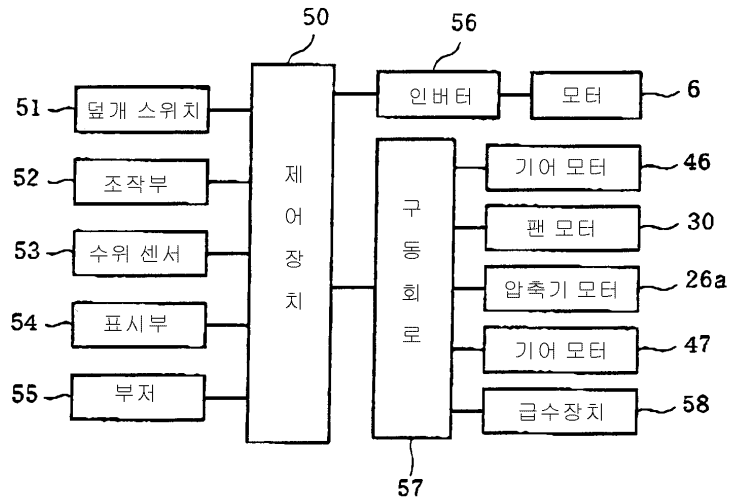 50
56
51 덮개 스위치
인버터
모터 6
52 조작부
제어장치
구동회로
기어 모터 46
53 수위 센서
팬 모터 30
54 표시부
압축기 모터 26a
55 부저
기어 모터 47
급수장치 58
57